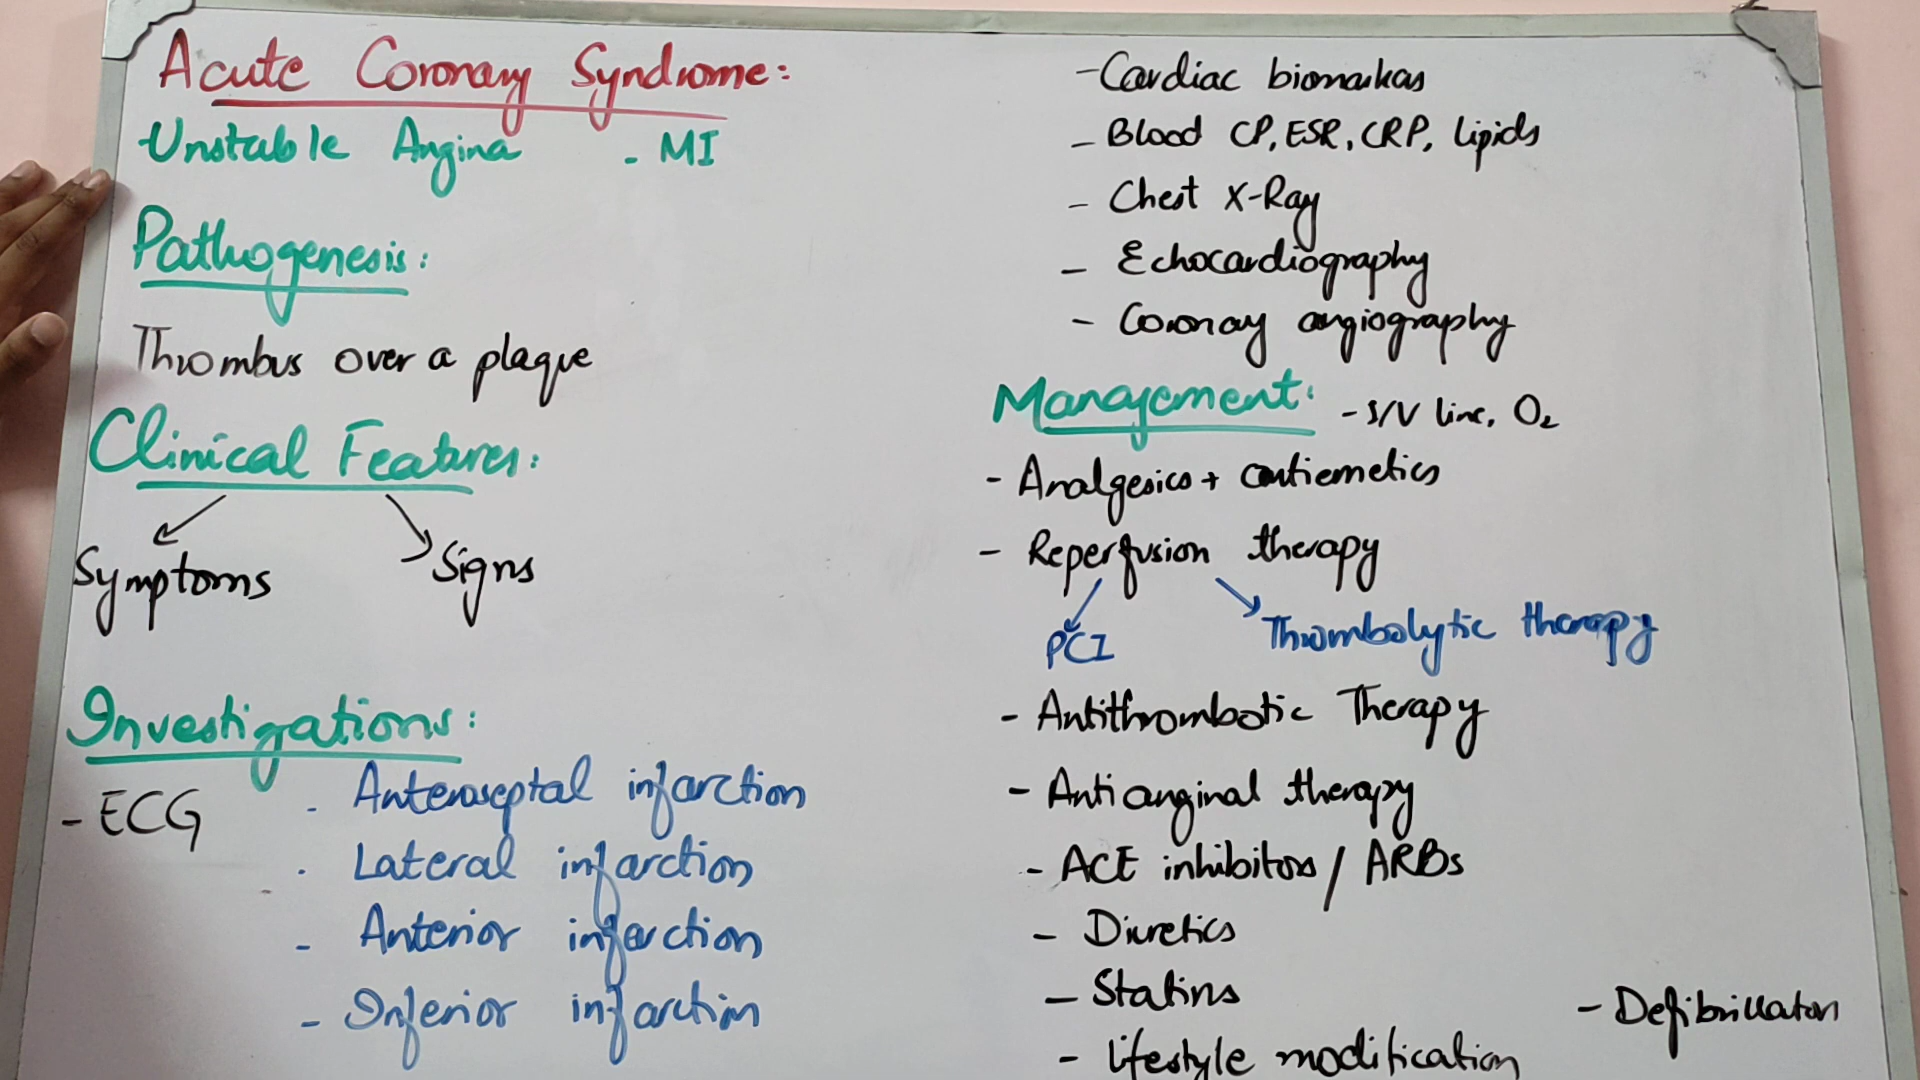 Acute Coronary Syndrome:
Unstable Angina - MI
Pathogenesis:
Thrombus over a plaque
Clinical Features:
Symptoms Signs
Investigations:
- ECG - Anteroseptal infarction
- Lateral infarction
- Anterior infarction
- Inferior infarction
- Cardiac biomarkers
- Blood CP, ESR, CRP, lipids
- Chest X-Ray
- Echocardiography
- Coronary angiography
Management: - I/V line, O2
- Analgesics + antiemetics
- Reperfusion therapy
PCI Thrombolytic therapy
- Antithrombotic Therapy
- Antianginal therapy
- ACE inhibitors / ARBs
- Diuretics
- Statins
- Defibrillators
- lifestyle modification